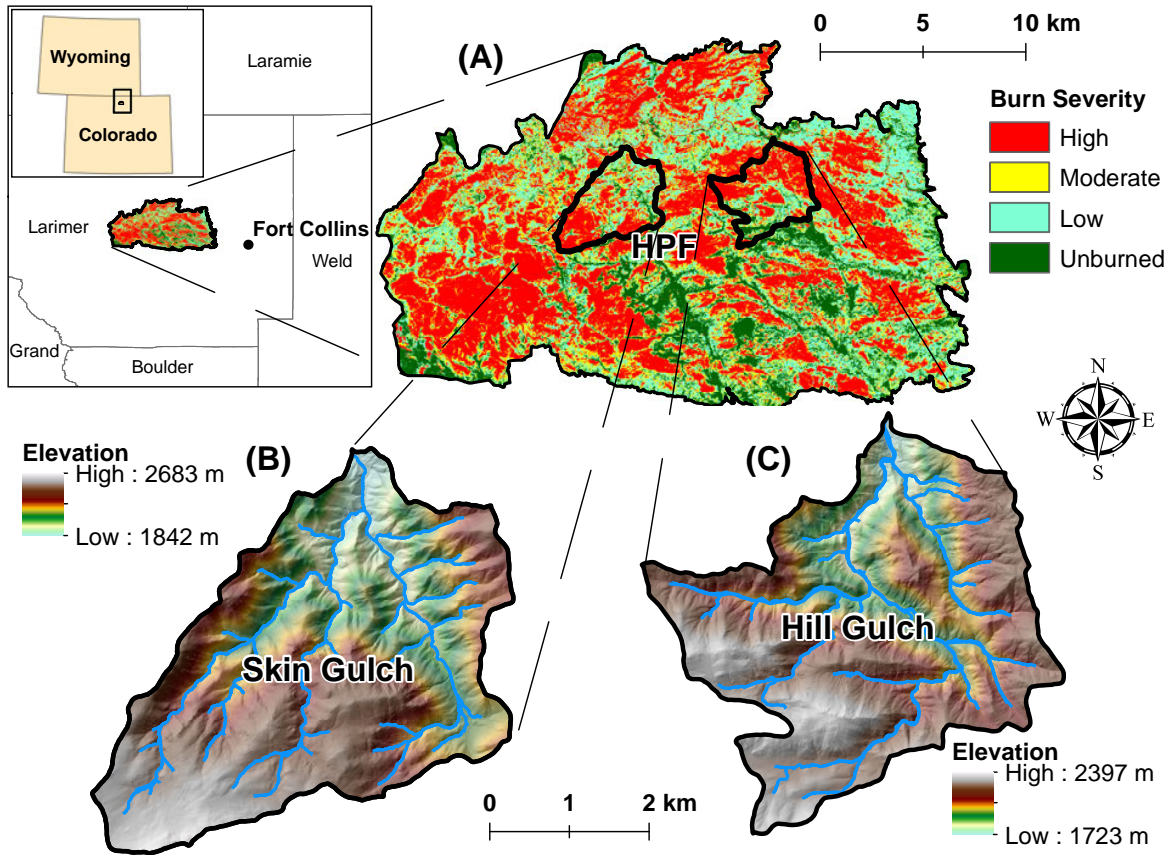 Wyoming
Colorado
Laramie
Larimer
Fort Collins
Weld
Grand
Boulder
(A)
HPF
0 5 10 km
Burn Severity
High
Moderate
Low
Unburned
N
W E
S
Elevation
High : 2683 m
Low : 1842 m
(B)
Skin Gulch
(C)
Hill Gulch
0 1 2 km
Elevation
High : 2397 m
Low : 1723 m